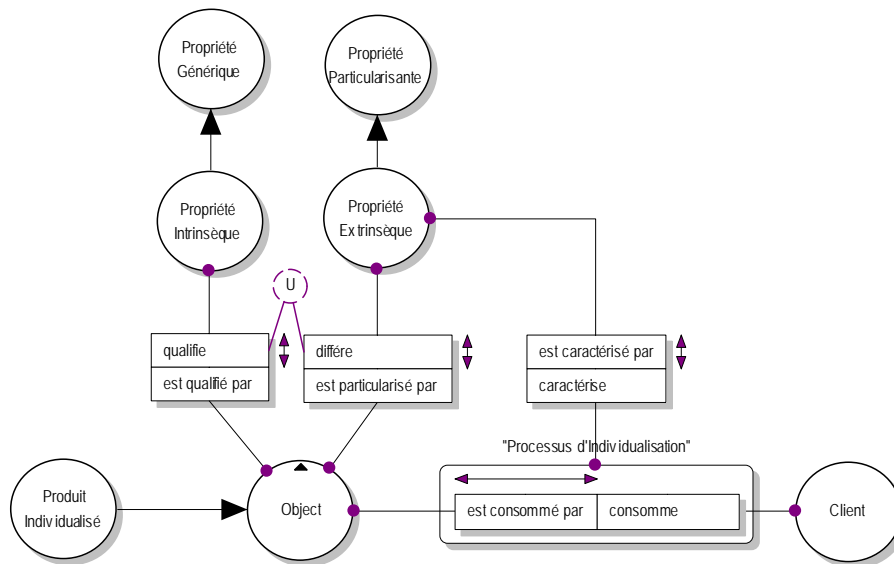 Propriété
Générique
Propriété
Particularisante
Propriété
Intrinsèque
Propriété
Extrinsèque
U
qualifie
est qualifié par
différe
est particularisé par
est caractérisé par
caractérise
"Processus d'Individualisation"
Produit
Individualisé
Object
est consommé par
consomme
Client